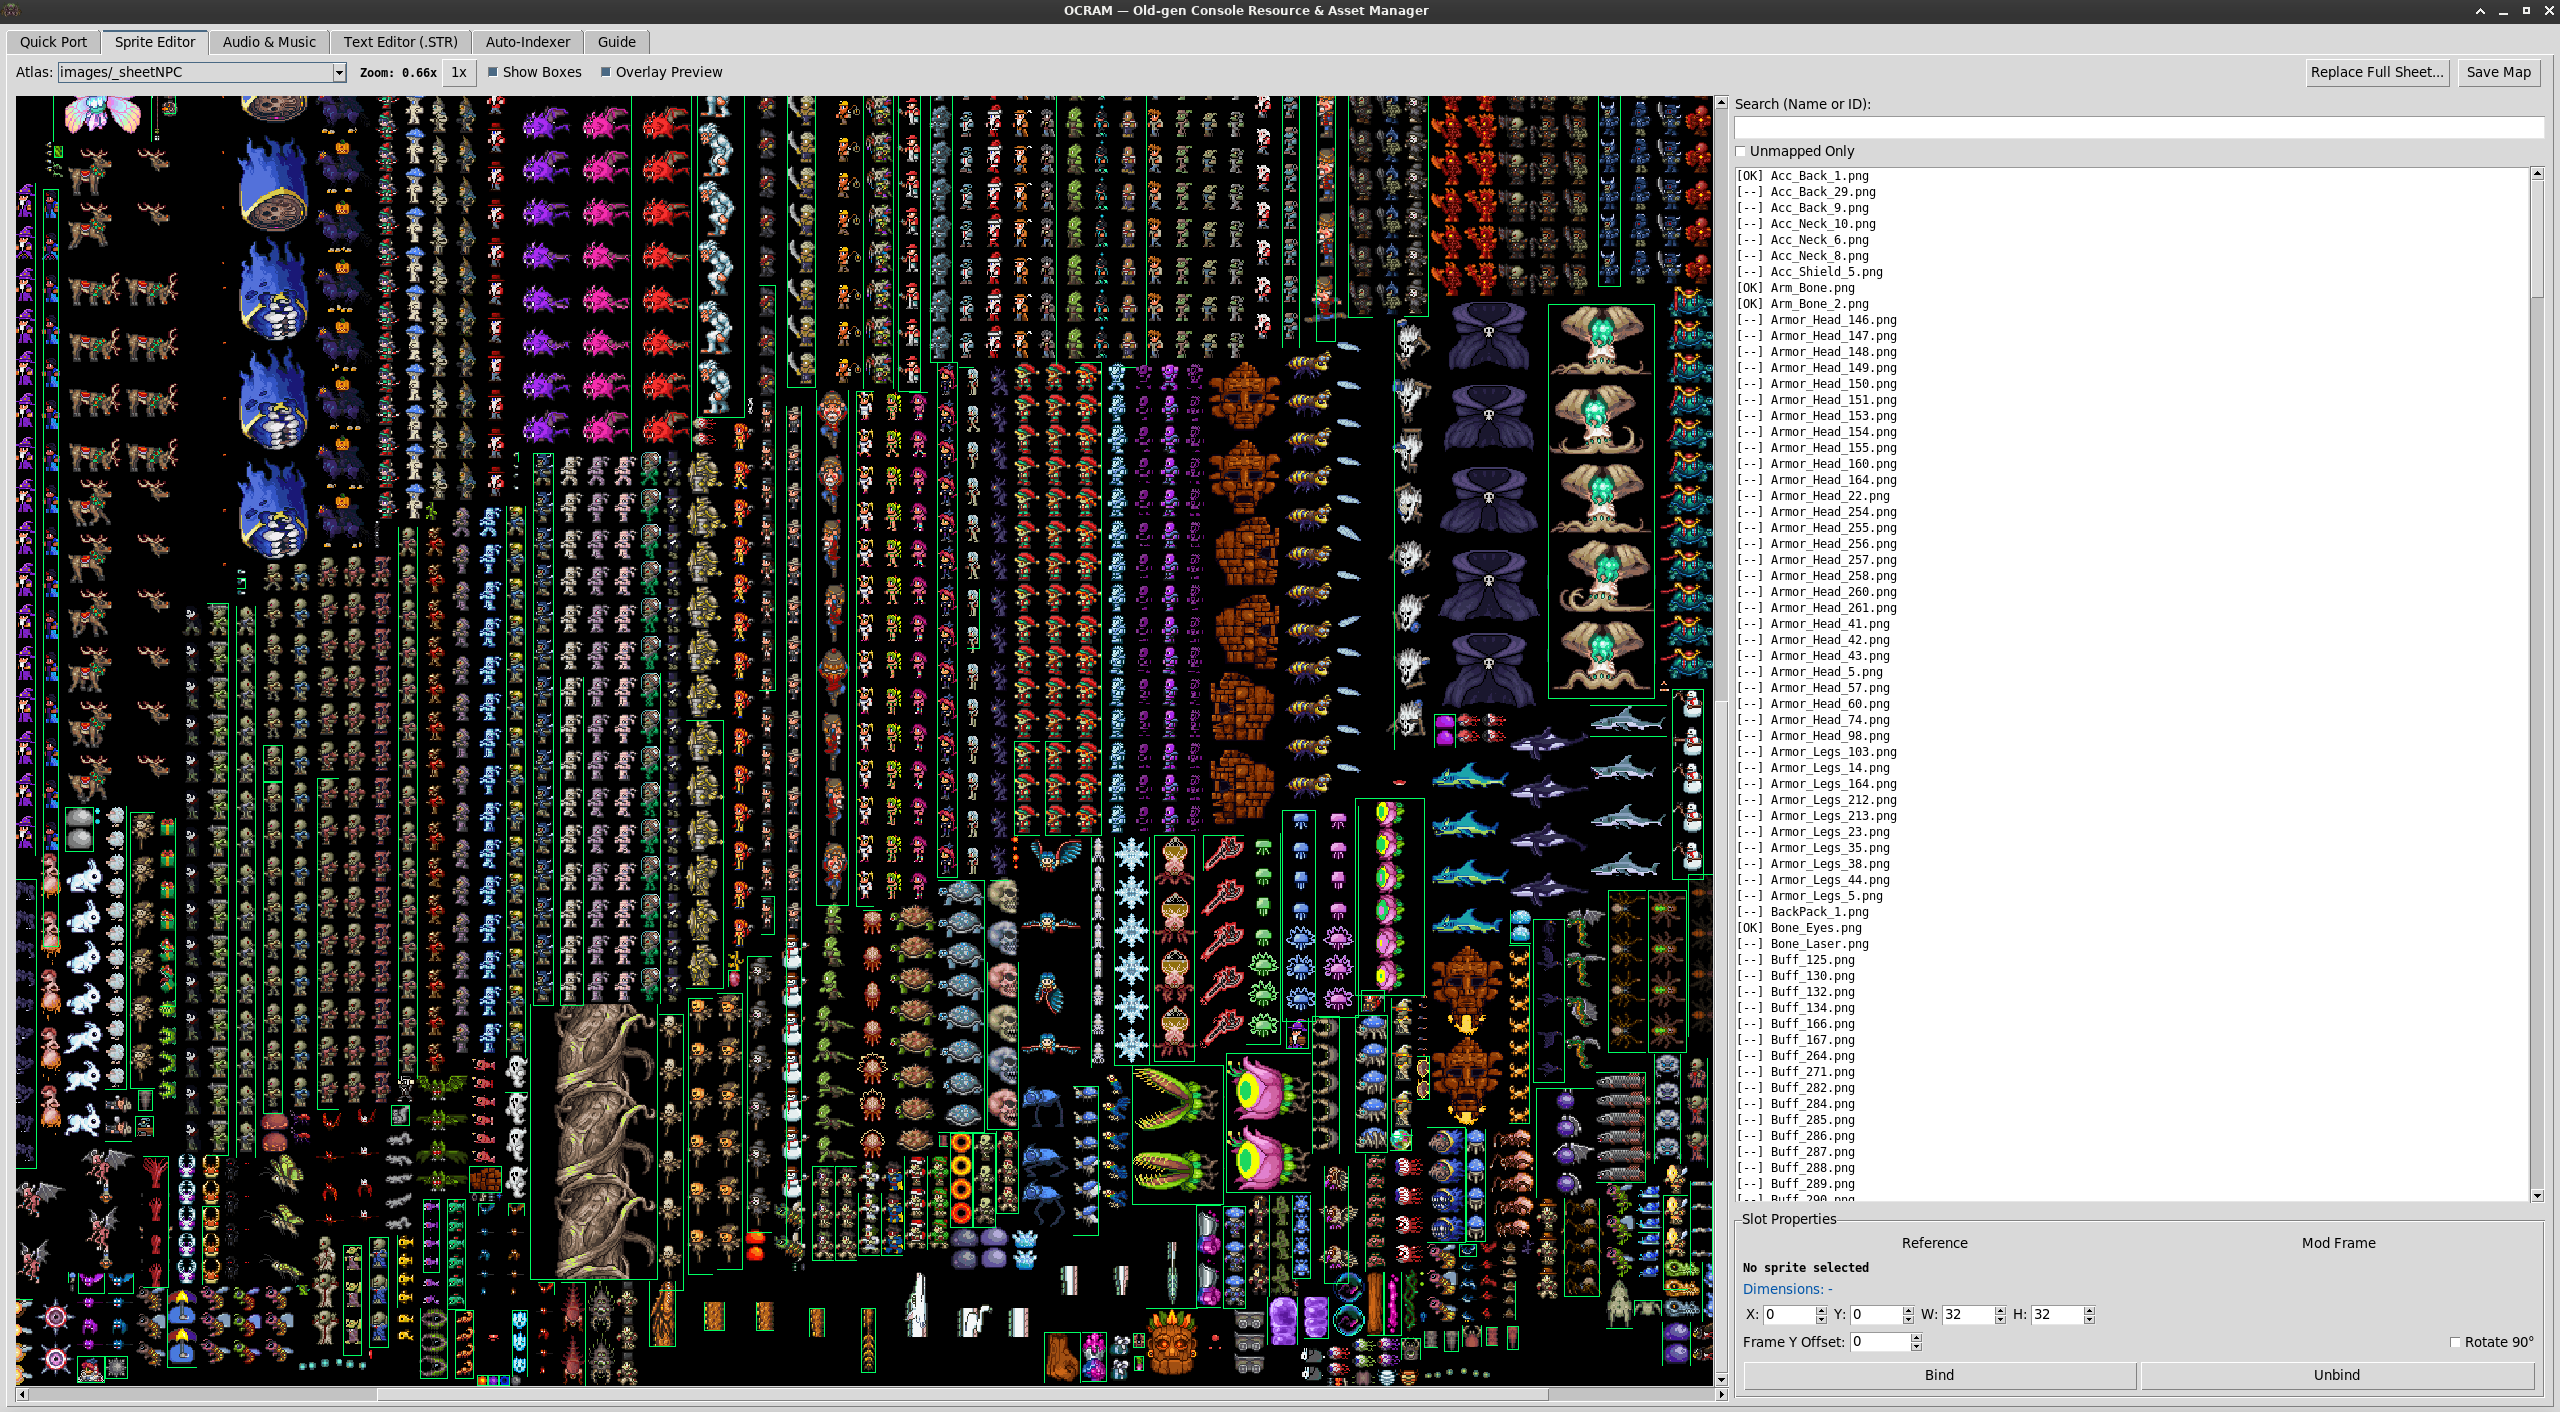 OCRAM — Old-gen Console Resource & Asset Manager
Quick Port Sprite Editor Audio & Music Text Editor (.STR) Auto-Indexer Guide
Atlas: images/_sheetNPC Zoom: 0.66x 1x Show Boxes Overlay Preview Replace Full Sheet... Save Map
Search (Name or ID):
Unmapped Only
[OK] Acc_Back_1.png
[--] Acc_Back_29.png
[--] Acc_Back_9.png
[--] Acc_Neck_10.png
[--] Acc_Neck_6.png
[--] Acc_Neck_8.png
[--] Acc_Shield_5.png
[OK] Arm_Bone.png
[OK] Arm_Bone_2.png
[--] Armor_Head_146.png
[--] Armor_Head_147.png
[--] Armor_Head_148.png
[--] Armor_Head_149.png
[--] Armor_Head_150.png
[--] Armor_Head_151.png
[--] Armor_Head_153.png
[--] Armor_Head_154.png
[--] Armor_Head_155.png
[--] Armor_Head_160.png
[--] Armor_Head_164.png
[--] Armor_Head_22.png
[--] Armor_Head_254.png
[--] Armor_Head_255.png
[--] Armor_Head_256.png
[--] Armor_Head_257.png
[--] Armor_Head_258.png
[--] Armor_Head_260.png
[--] Armor_Head_261.png
[--] Armor_Head_41.png
[--] Armor_Head_42.png
[--] Armor_Head_43.png
[--] Armor_Head_5.png
[--] Armor_Head_57.png
[--] Armor_Head_60.png
[--] Armor_Head_74.png
[--] Armor_Head_98.png
[--] Armor_Legs_103.png
[--] Armor_Legs_14.png
[--] Armor_Legs_164.png
[--] Armor_Legs_212.png
[--] Armor_Legs_213.png
[--] Armor_Legs_23.png
[--] Armor_Legs_35.png
[--] Armor_Legs_38.png
[--] Armor_Legs_44.png
[--] Armor_Legs_5.png
[--] BackPack_1.png
[OK] Bone_Eyes.png
[--] Bone_Laser.png
[--] Buff_125.png
[--] Buff_130.png
[--] Buff_132.png
[--] Buff_134.png
[--] Buff_166.png
[--] Buff_167.png
[--] Buff_264.png
[--] Buff_271.png
[--] Buff_282.png
[--] Buff_284.png
[--] Buff_285.png
[--] Buff_286.png
[--] Buff_287.png
[--] Buff_288.png
[--] Buff_289.png
[--] Buff_290.png
Slot Properties
Reference Mod Frame
No sprite selected
Dimensions: -
X: 0 Y: 0 W: 32 H: 32
Frame Y Offset: 0 Rotate 90°
Bind Unbind